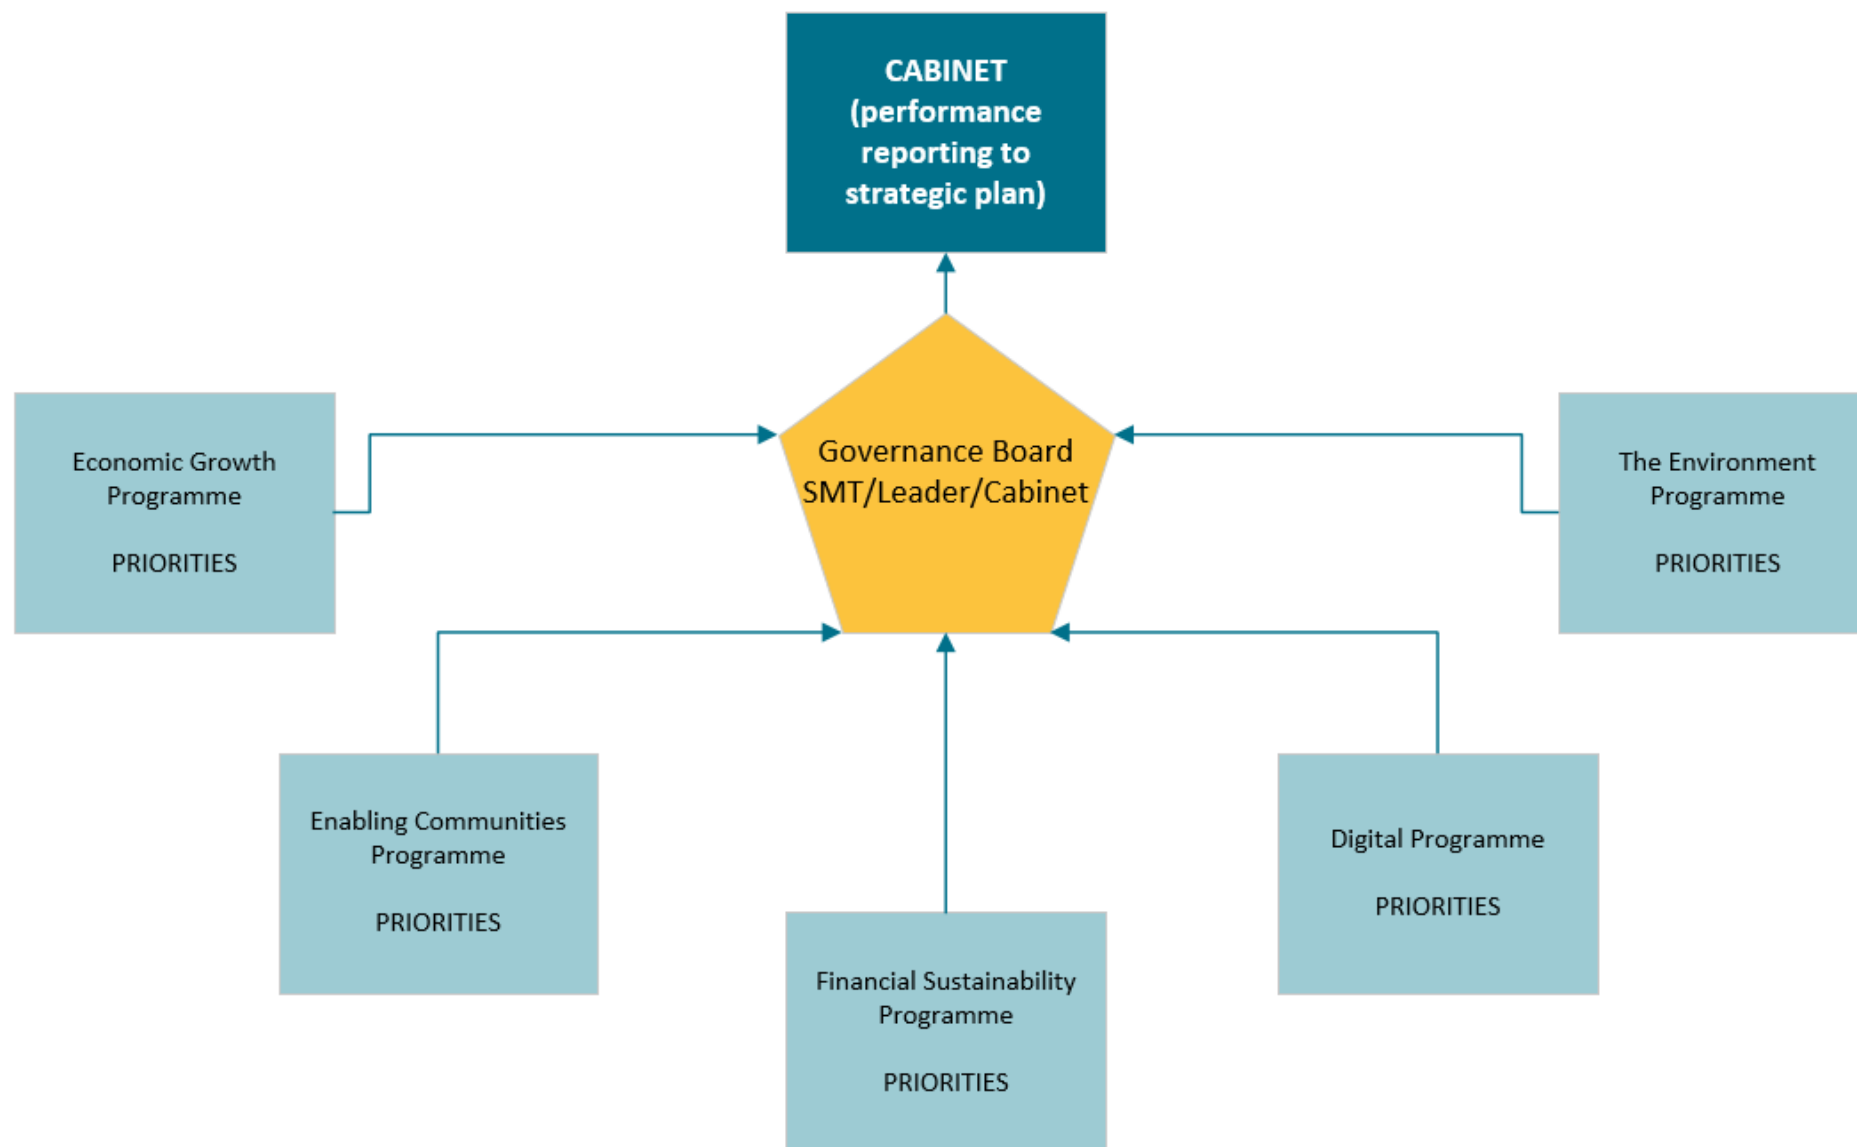 CABINET
(performance
reporting to
strategic plan)
Governance Board
SMT/Leader/Cabinet
Economic Growth
Programme
PRIORITIES
The Environment
Programme
PRIORITIES
Enabling Communities
Programme
PRIORITIES
Financial Sustainability
Programme
PRIORITIES
Digital Programme
PRIORITIES